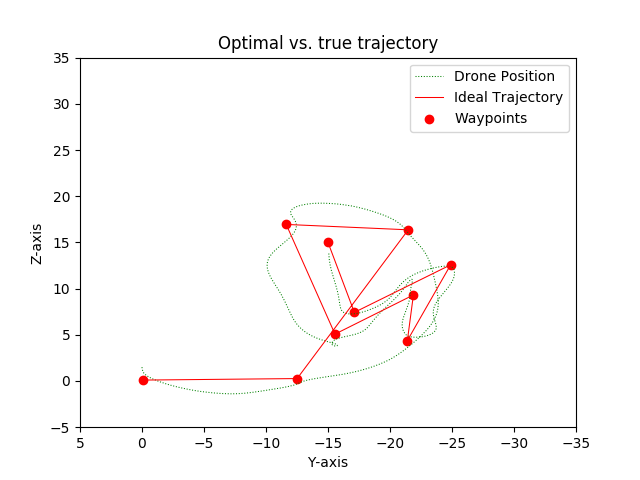 Optimal vs. true trajectory
35
30
25
20
15
10
5
0
−5
Z-axis
Drone Position
Ideal Trajectory
Waypoints
5 0 −5 −10 −15 −20 −25 −30 −35
Y-axis